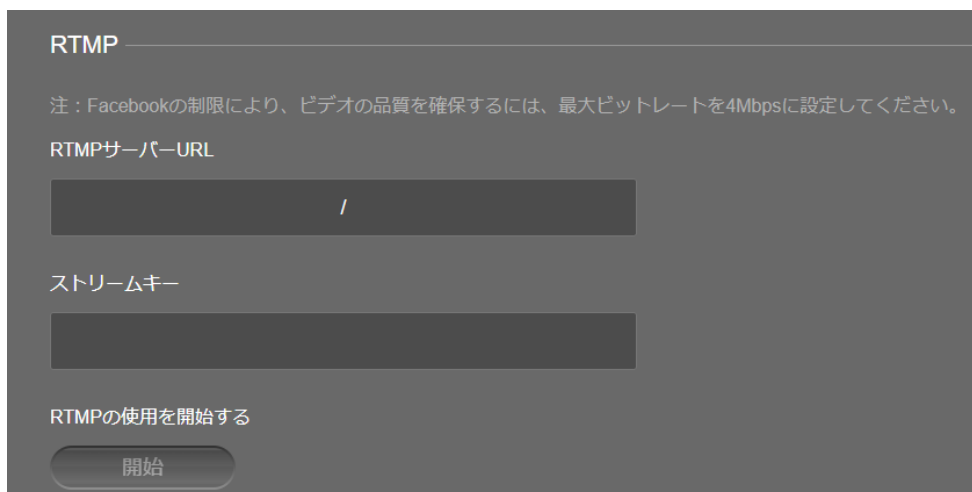 RTMP
注：Facebookの制限により、ビデオの品質を確保するには、最大ビットレートを4Mbpsに設定してください。
RTMPサーバーURL
/
ストリームキー
RTMPの使用を開始する
開始